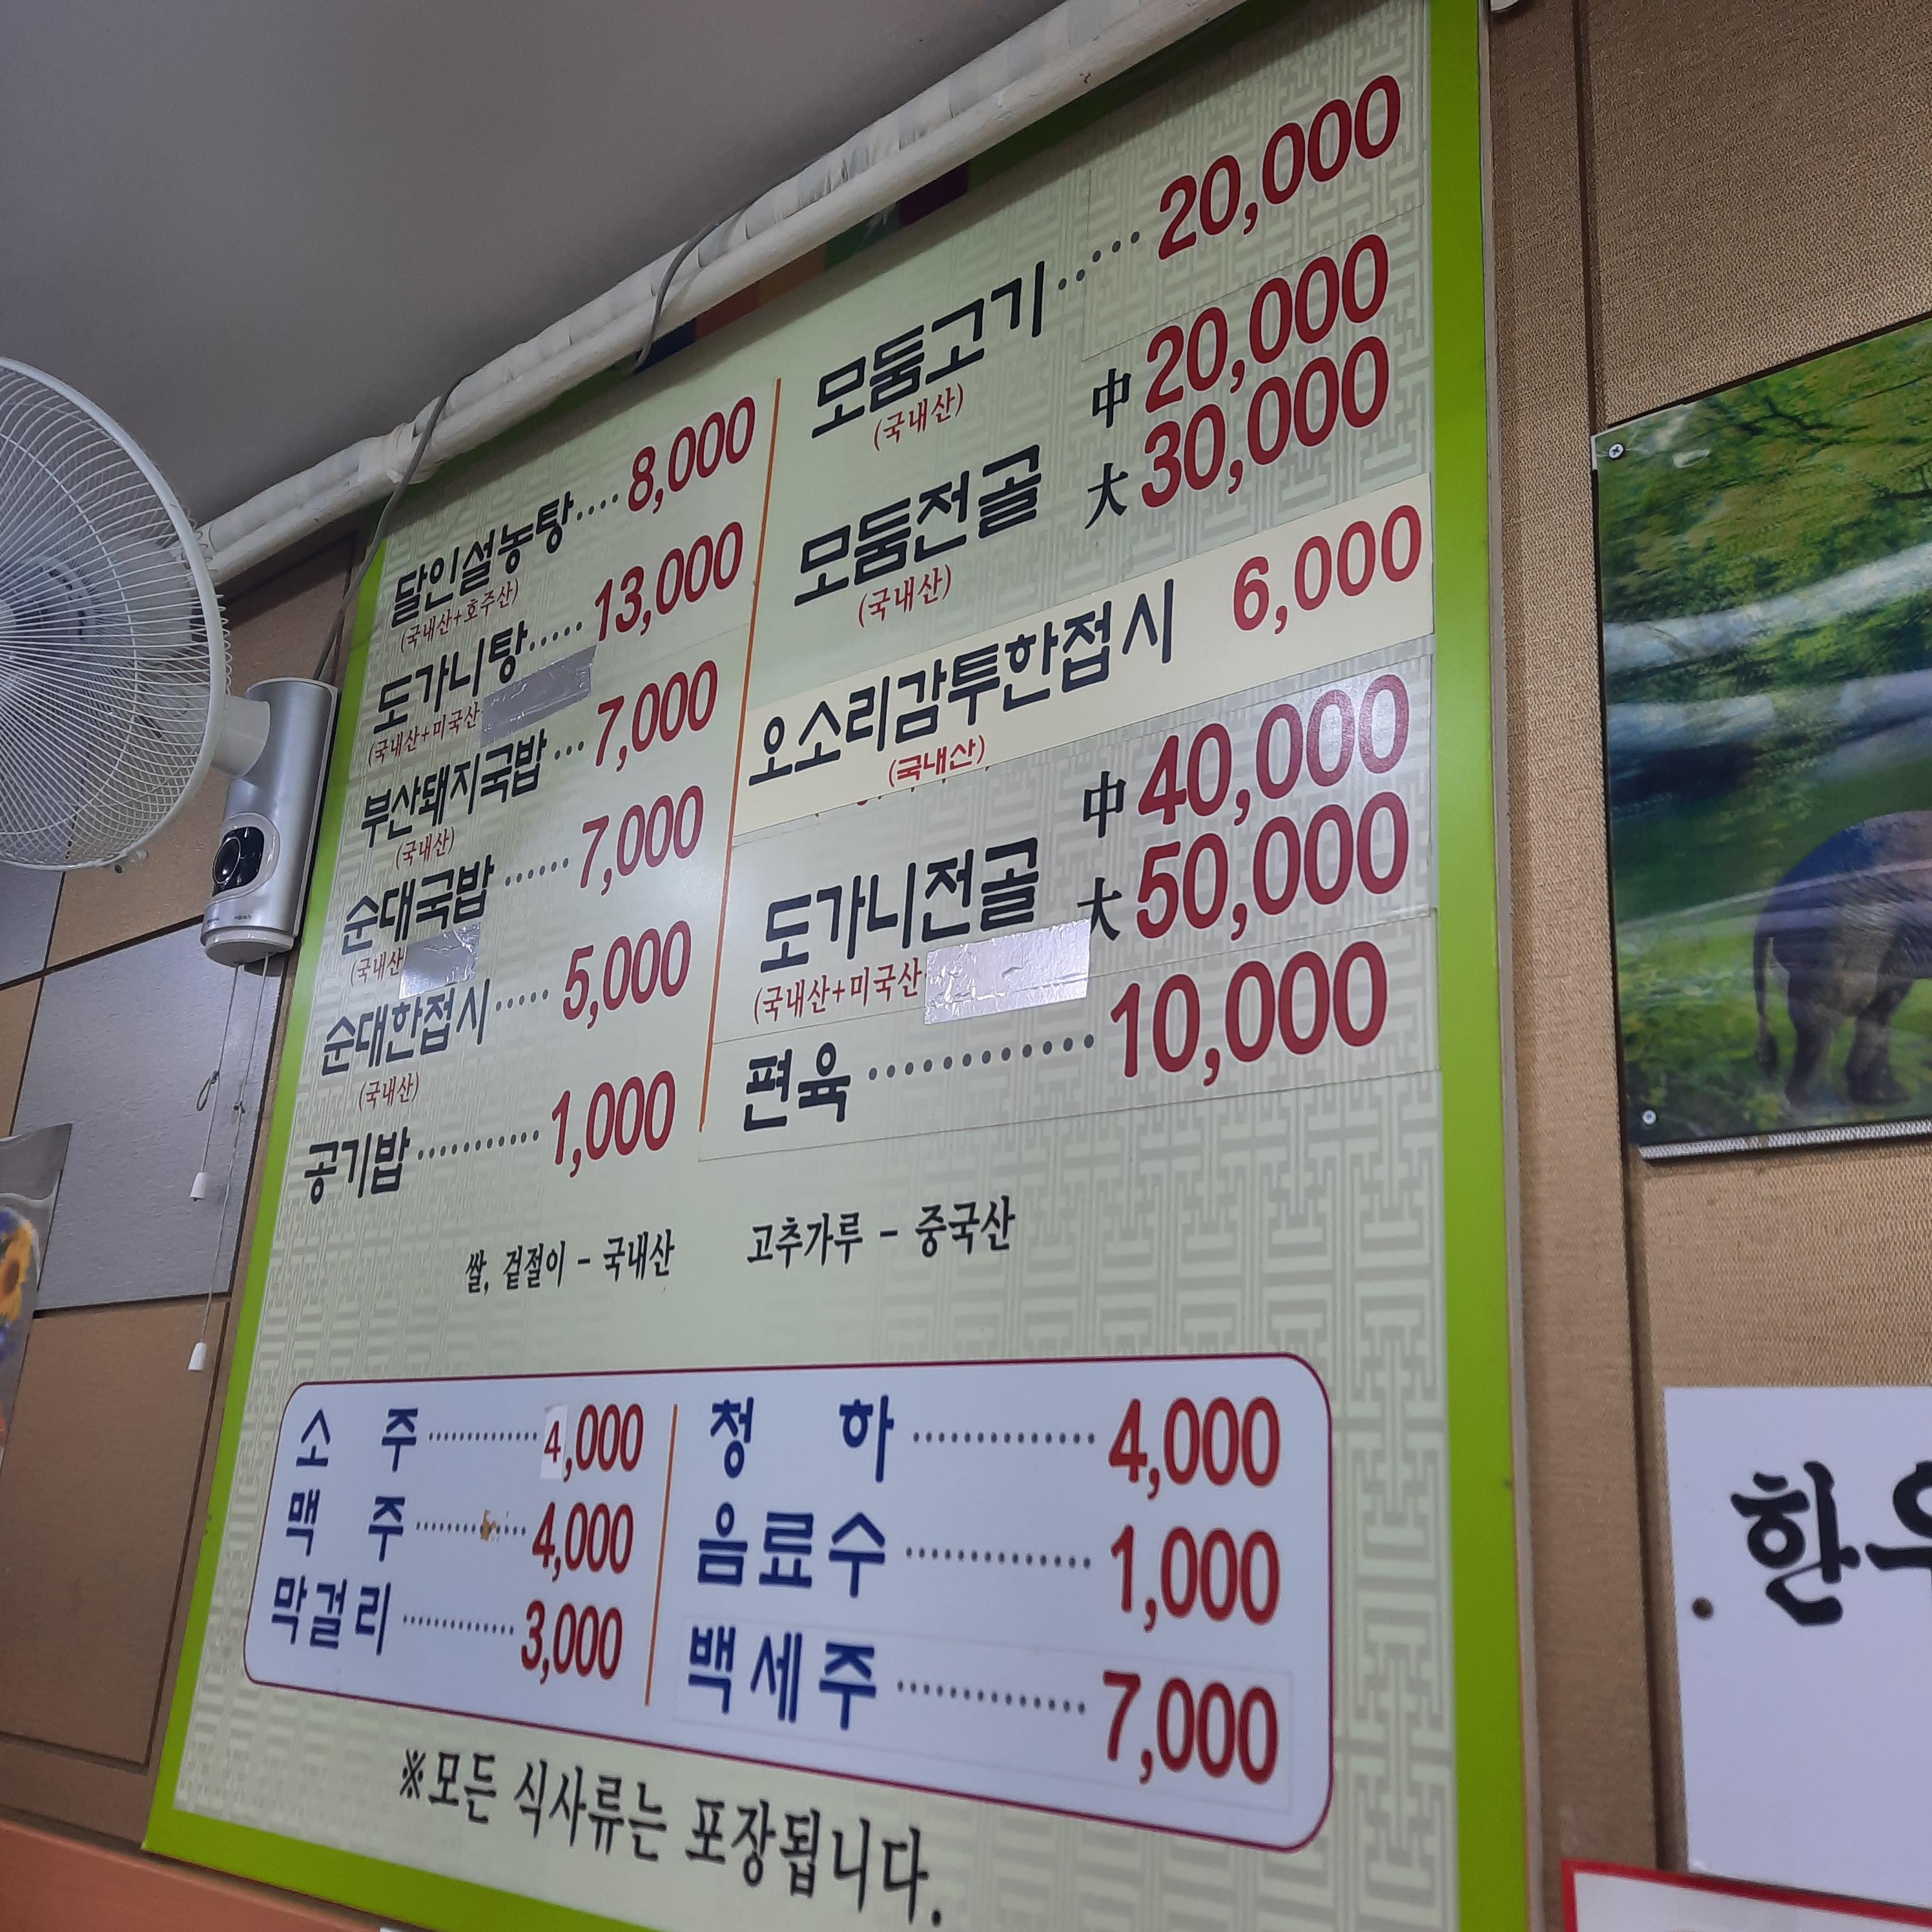 달인설농탕····8,000
(국내산+호주산)
도가니탕·····13,000
(국내산+미국산
부산돼지국밥···7,000
(국내산)
순대국밥······7,000
(국내산
순대한접시·····5,000
(국내산)
공기밥··········1,000
모둠고기·····20,000
(국내산)
모둠전골 中 20,000
大 30,000
(국내산)
오소리감투한접시 6,000
(국내산)
도가니전골 中 40,000
大 50,000
(국내산+미국산
편육············10,000
쌀, 겉절이 - 국내산 고추가루 - 중국산
소 주·············4,000
맥 주·············4,000
막걸리·············3,000
청 하·············4,000
음료수·············1,000
백세주·············7,000
※모든 식사류는 포장됩니다.
한우